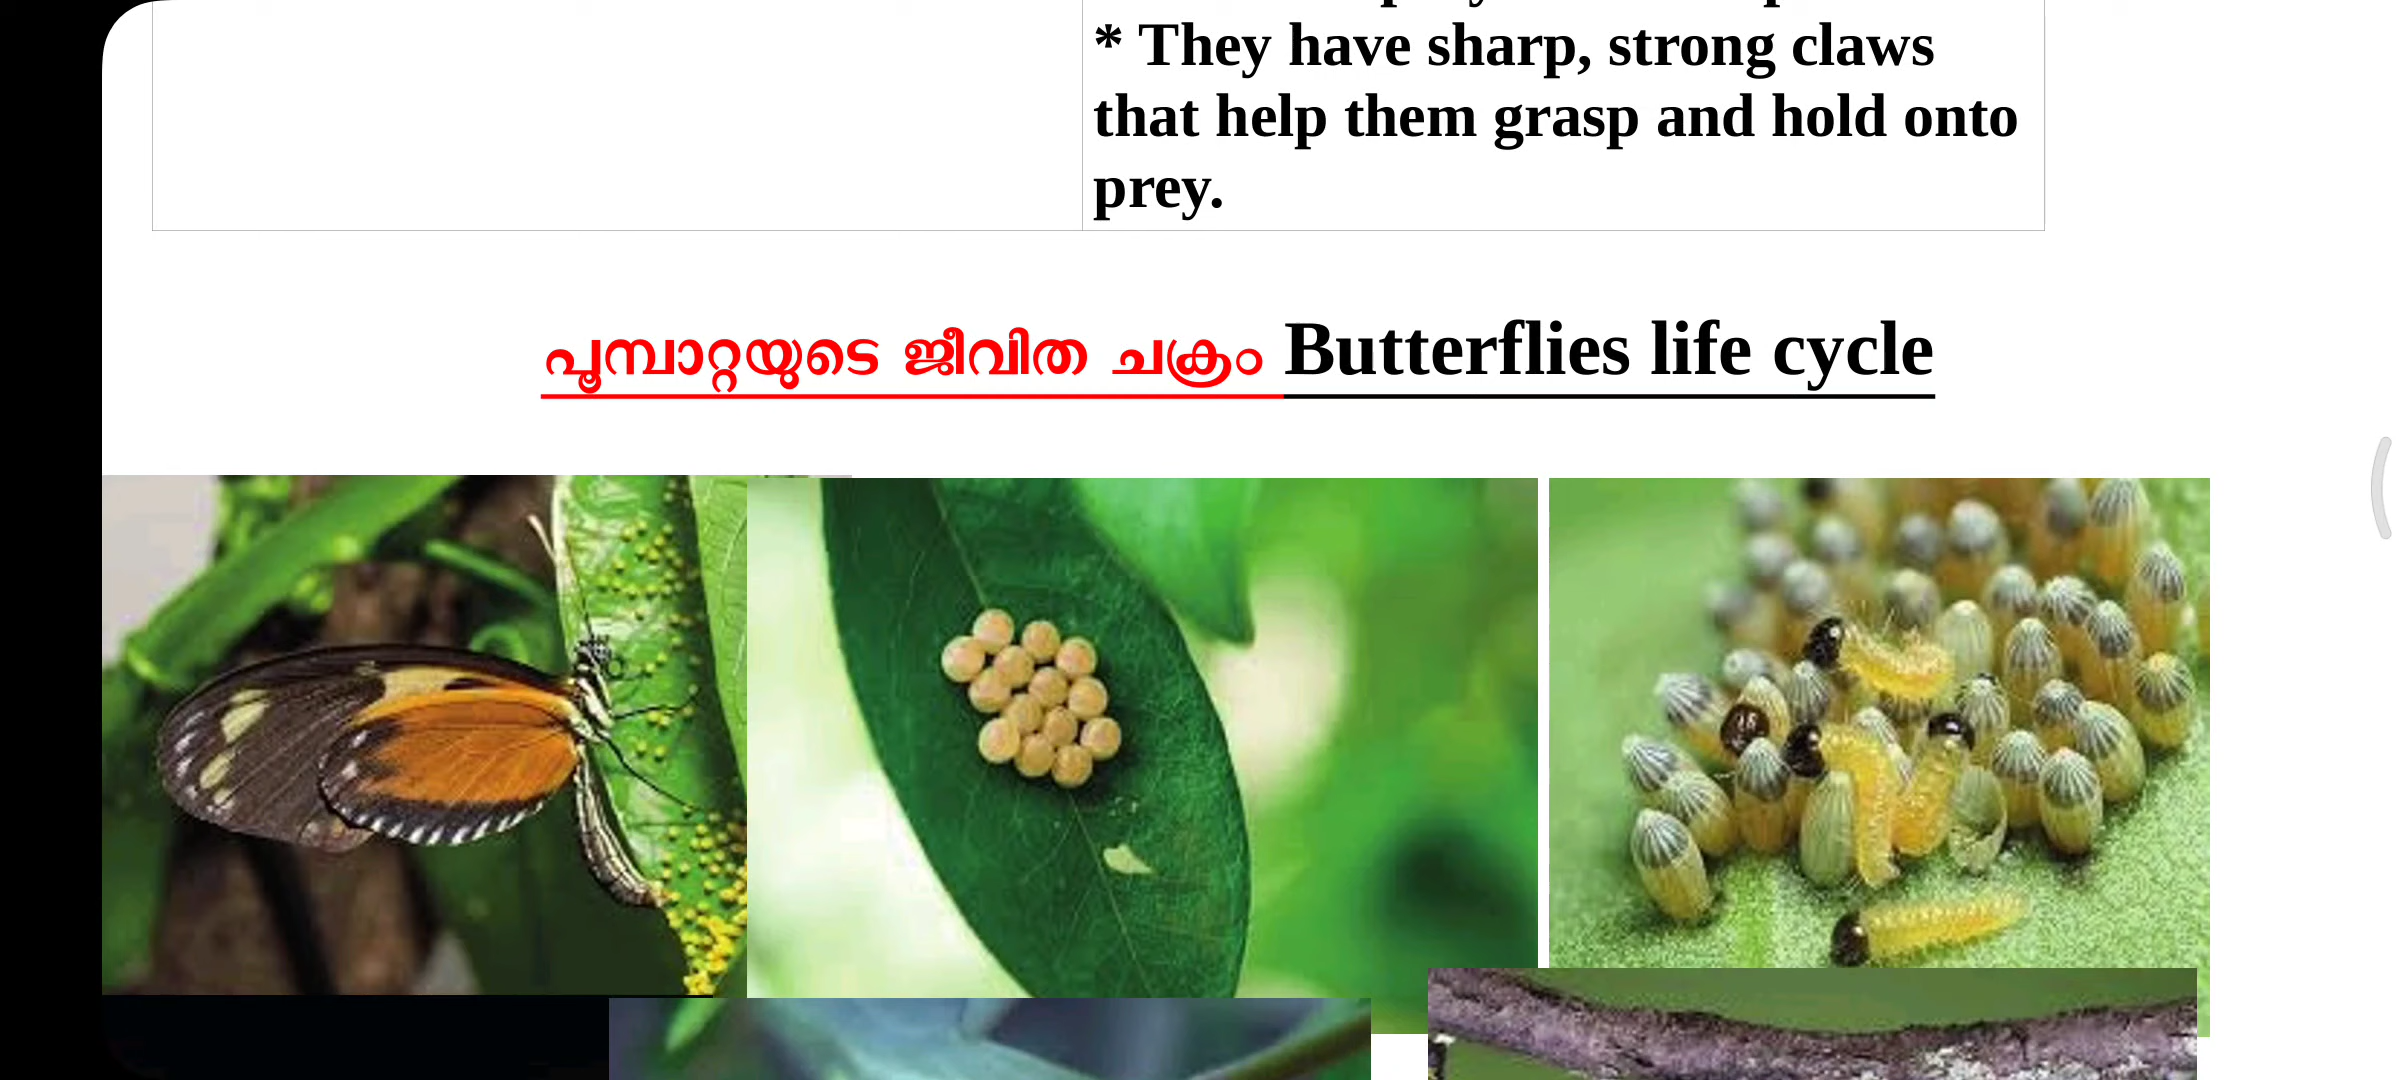 * They have sharp, strong claws
that help them grasp and hold onto
prey.
പൂമ്പാറ്റയുടെ ജീവിത ചക്രം Butterflies life cycle